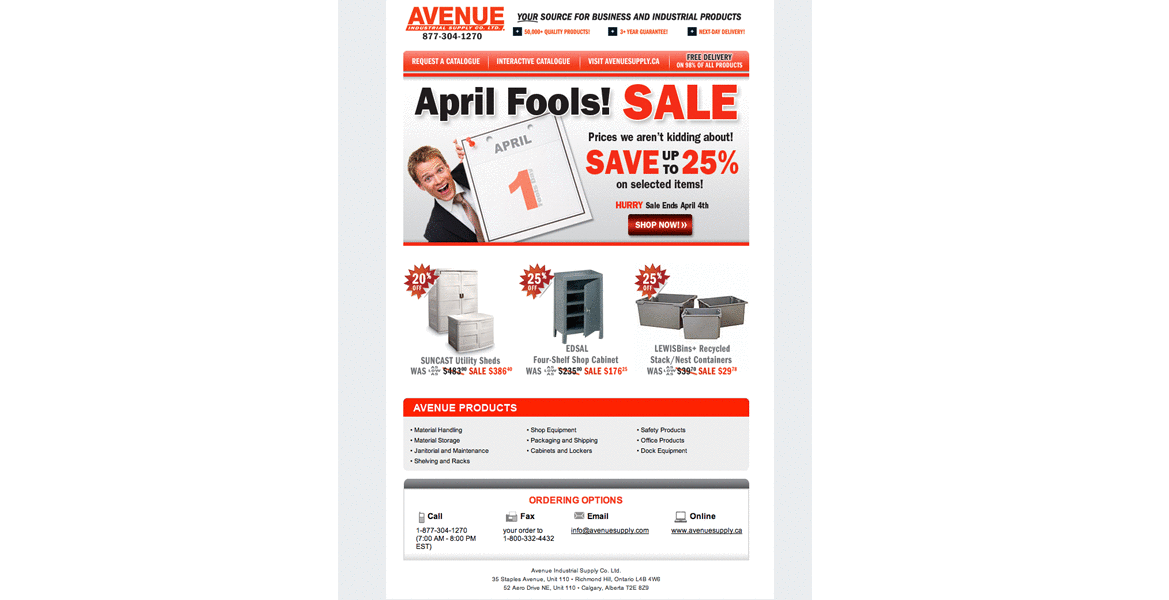 AVENUE
INDUSTRIAL SUPPLY CO. LTD.
877-304-1270
YOUR SOURCE FOR BUSINESS AND INDUSTRIAL PRODUCTS
50,000+ QUALITY PRODUCTS!
3+ YEAR GUARANTEE!
NEXT-DAY DELIVERY!
REQUEST A CATALOGUE
INTERACTIVE CATALOGUE
VISIT AVENUESUPPLY.CA
FREE DELIVERY
ON 98% OF ALL PRODUCTS
April Fools! SALE
APRIL
1
Prices we aren't kidding about!
SAVE UP TO 25%
on selected items!
HURRY Sale Ends April 4th
SHOP NOW! »
20% OFF
SUNCAST Utility Sheds
WAS $483.00 SALE $386.40
25% OFF
EDSAL
Four-Shelf Shop Cabinet
WAS $235.00 SALE $176.25
25% OFF
LEWISBins+ Recycled
Stack/Nest Containers
WAS $39.70 SALE $29.78
AVENUE PRODUCTS
• Material Handling
• Material Storage
• Janitorial and Maintenance
• Shelving and Racks
• Shop Equipment
• Packaging and Shipping
• Cabinets and Lockers
• Safety Products
• Office Products
• Dock Equipment
ORDERING OPTIONS
Call
1-877-304-1270
(7:00 AM - 8:00 PM
EST)
Fax
your order to
1-800-332-4432
Email
info@avenuesupply.com
Online
www.avenuesupply.ca
Avenue Industrial Supply Co. Ltd.
35 Staples Avenue, Unit 110 • Richmond Hill, Ontario L4B 4W6
52 Aero Drive NE, Unit 110 • Calgary, Alberta T2E 8Z9